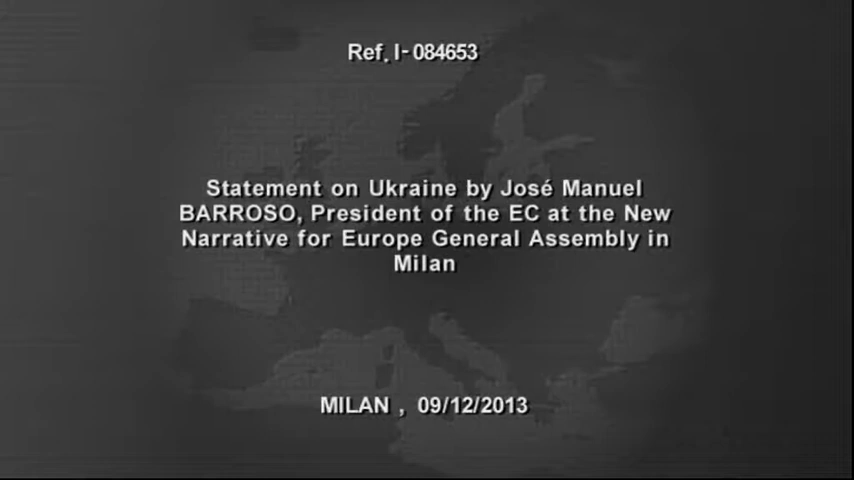 Ref. I-084653
Statement on Ukraine by José Manuel
BARROSO, President of the EC at the New
Narrative for Europe General Assembly in
Milan
MILAN , 09/12/2013